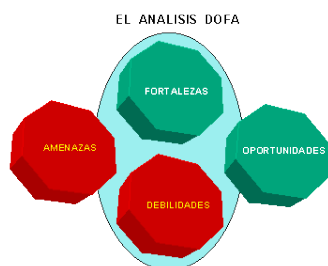 EL ANALISIS DOFA
FORTALEZAS
AMENAZAS
OPORTUNIDADES
DEBILIDADES